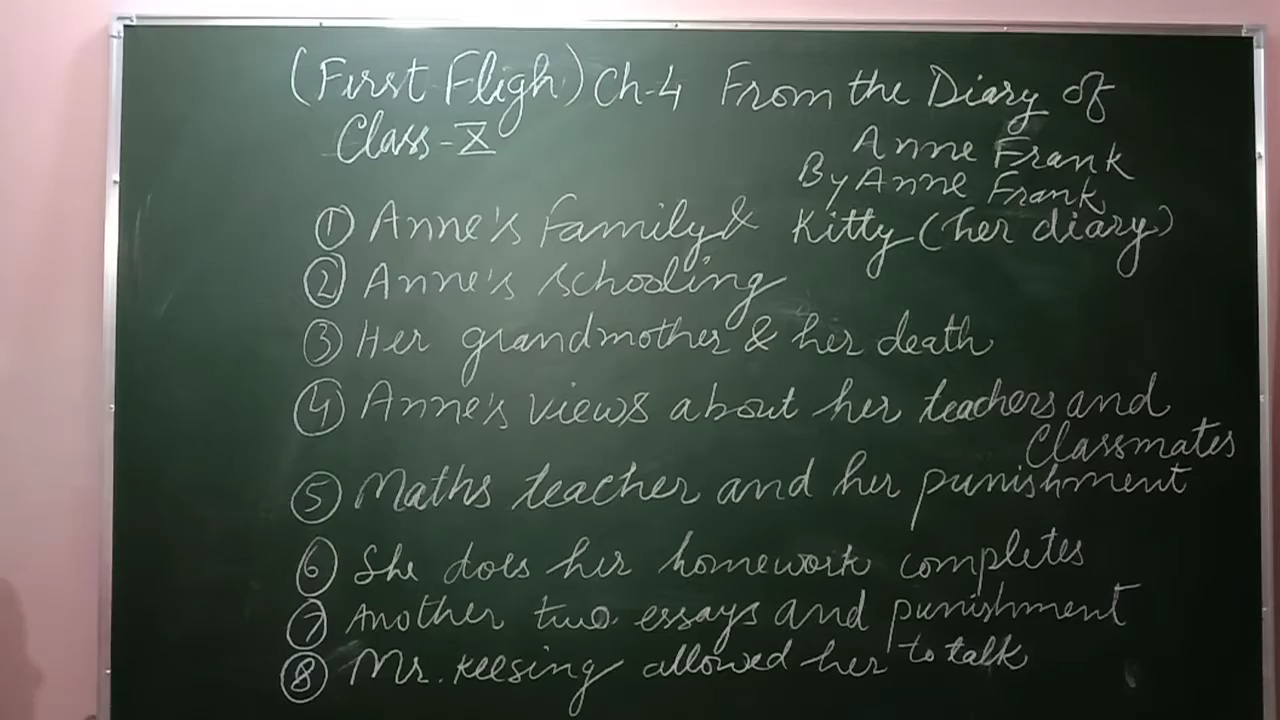 (First Fligh) Ch-4 From the Diary of
Class-X Anne Frank
By Anne Frank
① Anne's Family & Kitty (her diary)
② Anne's schooling
③ Her grandmother & her death
④ Anne's views about her teachers and
Classmates
⑤ Maths teacher and her punishment
⑥ She does her homework completes
⑦ Another two essays and punishment
⑧ Mr. Keesing allowed her to talk